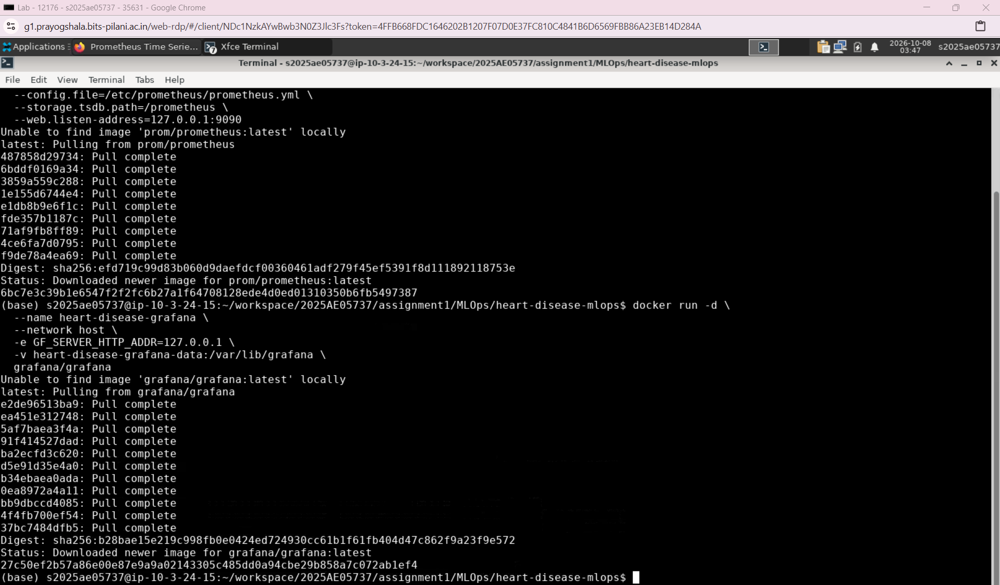 Lab - 12176 - s2025ae05737 - 35631 - Google Chrome
g1.prayogshala.bits-pilani.ac.in/web-rdp/#/client/NDc1NzkAYwBwb3N0Z3Jlc3Fs?token=4FFB668FDC1646202B1207F07D0E37FC810C4841B6D6569FBB86A23EB14D284A
Applications Prometheus Time Serie... 7 Xfce Terminal 2026-10-08 03:47 s2025ae05737
Terminal - s2025ae05737@ip-10-3-24-15:~/workspace/2025AE05737/assignment1/MLOps/heart-disease-mlops
File Edit View Terminal Tabs Help
  --config.file=/etc/prometheus/prometheus.yml \
  --storage.tsdb.path=/prometheus \
  --web.listen-address=127.0.0.1:9090
Unable to find image 'prom/prometheus:latest' locally
latest: Pulling from prom/prometheus
487858d29734: Pull complete
6bddf0169a34: Pull complete
3859a559c288: Pull complete
1e155d6744e4: Pull complete
e1db8b9e6f1c: Pull complete
fde357b1187c: Pull complete
71af9fb8ff89: Pull complete
4ce6fa7d0795: Pull complete
f9de78a4ea69: Pull complete
Digest: sha256:efd719c99d83b060d9daefdcf00360461adf279f45ef5391f8d111892118753e
Status: Downloaded newer image for prom/prometheus:latest
6bc7e3c39b1e6547f2f2fc6b27a1f64708128ede4d0ed01310350b6fb5497387
(base) s2025ae05737@ip-10-3-24-15:~/workspace/2025AE05737/assignment1/MLOps/heart-disease-mlops$ docker run -d \
  --name heart-disease-grafana \
  --network host \
  -e GF_SERVER_HTTP_ADDR=127.0.0.1 \
  -v heart-disease-grafana-data:/var/lib/grafana \
  grafana/grafana
Unable to find image 'grafana/grafana:latest' locally
latest: Pulling from grafana/grafana
e2de96513ba9: Pull complete
ea451e312748: Pull complete
5af7baea3f4a: Pull complete
91f414527dad: Pull complete
ba2ecfd3c620: Pull complete
d5e91d35e4a0: Pull complete
b34ebaea0ada: Pull complete
0ea8972a4a11: Pull complete
bb9dbccd4085: Pull complete
4f4fb700ef54: Pull complete
37bc7484dfb5: Pull complete
Digest: sha256:b28bae15e219c998fb0e0424ed724930cc61b1f61fb404d47c862f9a23f9e572
Status: Downloaded newer image for grafana/grafana:latest
27c50ef2b57a86e00e87e9a9a02143305c485dd0a94cbe29b858a7c072ab1ef4
(base) s2025ae05737@ip-10-3-24-15:~/workspace/2025AE05737/assignment1/MLOps/heart-disease-mlops$